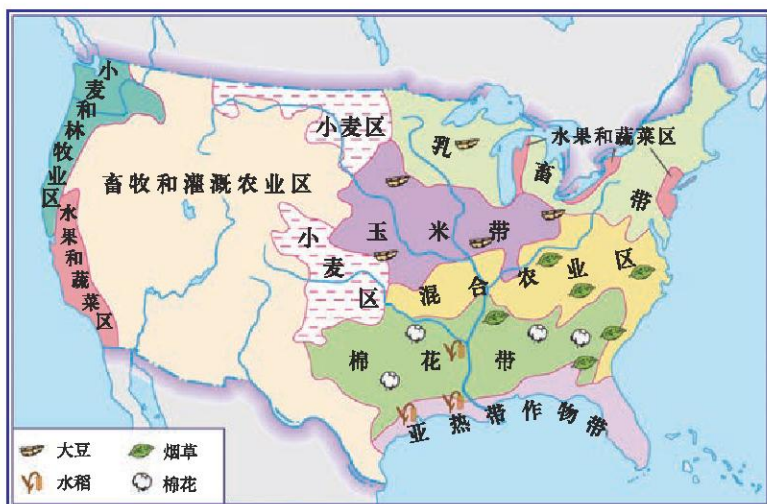 小麦和林牧业区
小麦区
乳畜带
水果和蔬菜区
畜牧和灌溉农业区
水果和蔬菜区
玉米带
小麦区
混合农业区
棉花带
亚热带作物带
大豆
烟草
水稻
棉花